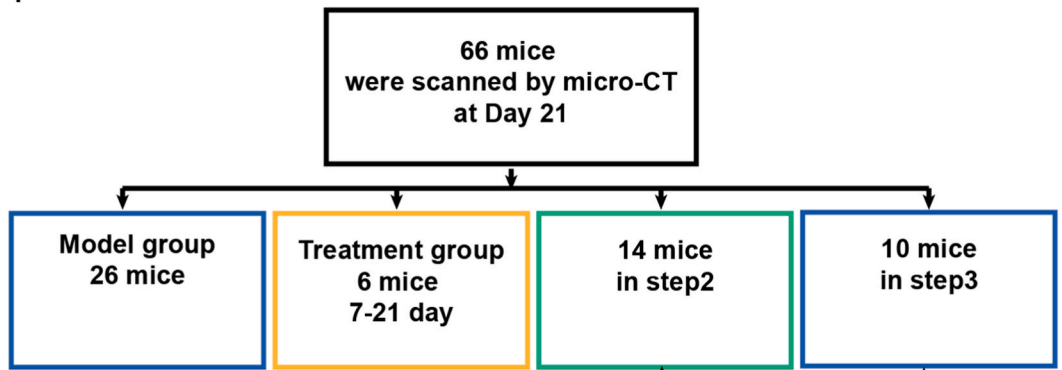 66 mice
were scanned by micro-CT
at Day 21
Model group
26 mice
Treatment group
6 mice
7-21 day
14 mice
in step2
10 mice
in step3